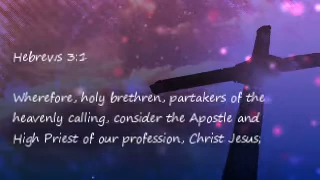 Hebrews 3:1
Wherefore, holy brethren, partakers of the
heavenly calling, consider the Apostle and
High Priest of our profession, Christ Jesus;